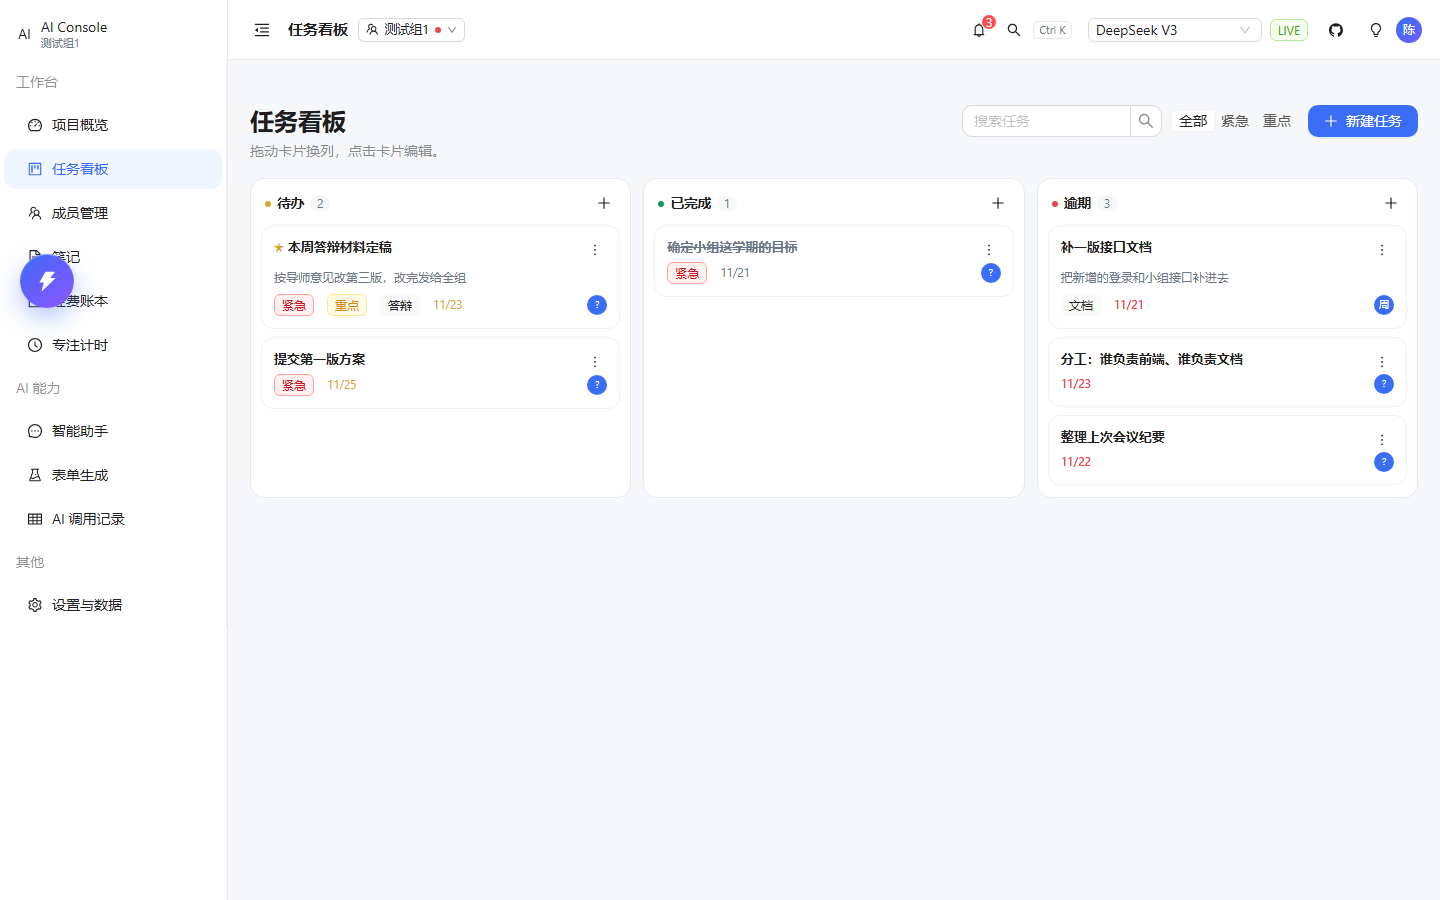 AI
AI Console
测试组1
工作台
项目概览
任务看板
成员管理
笔记
费账本
专注计时
AI 能力
智能助手
表单生成
AI 调用记录
其他
设置与数据
任务看板
测试组1
3
Ctrl K
DeepSeek V3
LIVE
陈
任务看板
拖动卡片换列，点击卡片编辑。
搜索任务
全部
紧急
重点
新建任务
待办 2
本周答辩材料定稿
按导师意见改第三版，改完发给全组
紧急 重点 答辩 11/23 ?
提交第一版方案
紧急 11/25 ?
已完成 1
确定小组这学期的目标
紧急 11/21 ?
逾期 3
补一版接口文档
把新增的登录和小组接口补进去
文档 11/21 周
分工：谁负责前端、谁负责文档
11/23 ?
整理上次会议纪要
11/22 ?